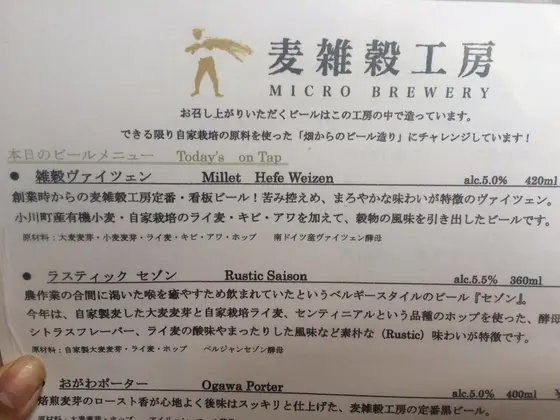 麦雑穀工房
MICRO BREWERY
お召し上がりいただくビールはこの工房の中で造っています。
できる限り自家栽培の原料を使った「畑からのビール造り」にチャレンジしています！
本日のビールメニュー Today's on Tap
● 雑穀ヴァイツェン Millet Hefe Weizen alc.5.0% 420ml
創業時からの麦雑穀工房定番・看板ビール！苦み控えめ、まろやかな味わいが特徴のヴァイツェン。
小川町産有機小麦・自家栽培のライ麦・キビ・アワを加えて、穀物の風味を引き出したビールです。
原材料：大麦麦芽・小麦麦芽・ライ麦・キビ・アワ・ホップ 南ドイツ産ヴァイツェン酵母
● ラスティック セゾン Rustic Saison alc.5.5% 360ml
農作業の合間に渇いた喉を癒やすため飲まれていたというベルギースタイルのビール『セゾン』。
今年は、自家製麦した大麦麦芽と自家栽培ライ麦、センティニアルという品種のホップを使った、酵母
シトラスフレーバー、ライ麦の酸味やまったりした風味など素朴な（Rustic）味わいが特徴です。
原材料：自家製大麦麦芽・ライ麦・ホップ ベルジャンセゾン酵母
● おがわポーター Ogawa Porter alc.5.0% 400ml
焙煎麦芽のロースト香が心地よく後味はスッキリと仕上げた、麦雑穀工房の定番黒ビール。